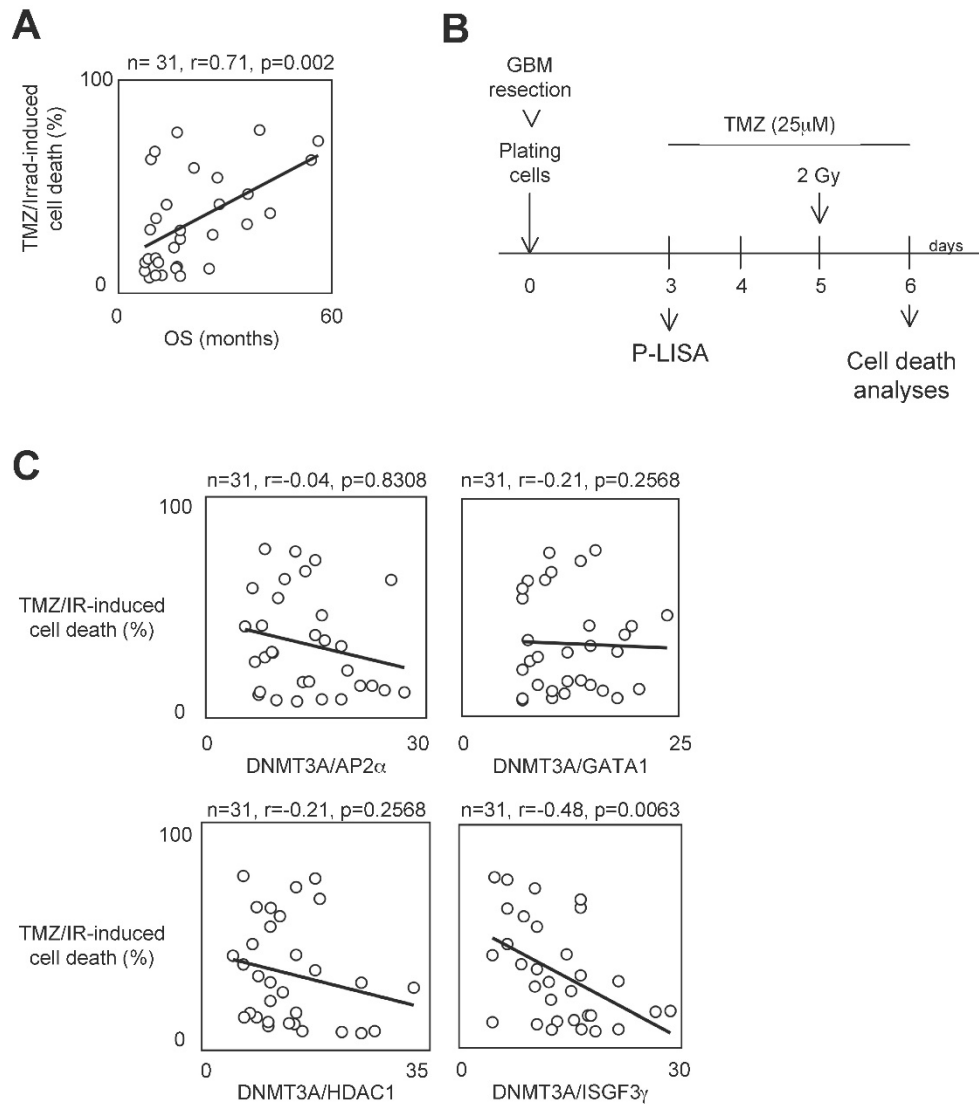 A
n= 31, r=0.71, p=0.002
100
TMZ/Irrad-induced
cell death (%)
0
0
60
OS (months)
B
GBM
resection
Plating
cells
TMZ (25μM)
2 Gy
days
0
3
4
5
6
P-LISA
Cell death
analyses
C
n=31, r=-0.04, p=0.8308
100
TMZ/IR-induced
cell death (%)
0
0
30
DNMT3A/AP2α
n=31, r=-0.21, p=0.2568
0
25
DNMT3A/GATA1
n=31, r=-0.21, p=0.2568
100
TMZ/IR-induced
cell death (%)
0
0
35
DNMT3A/HDAC1
n=31, r=-0.48, p=0.0063
0
30
DNMT3A/ISGF3γ